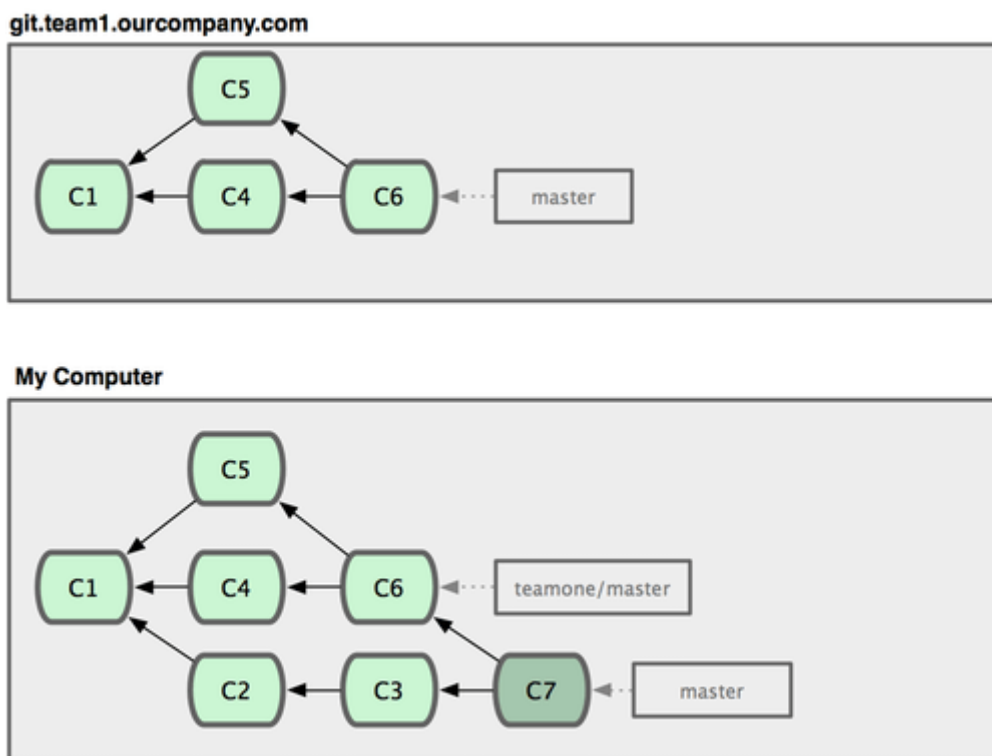 git.team1.ourcompany.com
C5
C1 C4 C6 master
My Computer
C5
C1 C4 C6 teamone/master
C2 C3 C7 master